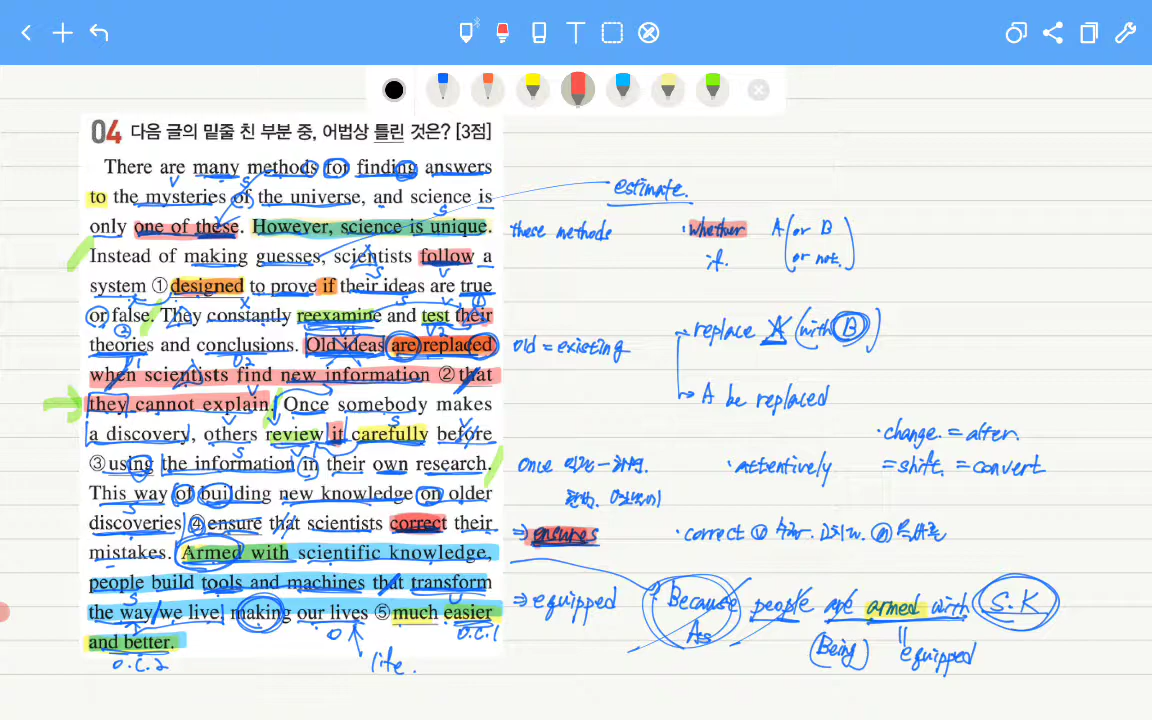 04 다음 글의 밑줄 친 부분 중, 어법상 틀린 것은? [3점]
There are many methods for finding answers
to the mysteries of the universe, and science is
only one of these. However, science is unique.
Instead of making guesses, scientists follow a
system ① designed to prove if their ideas are true
or false. They constantly reexamine and test their
theories and conclusions. Old ideas are replaced
when scientists find new information ② that
they cannot explain. Once somebody makes
a discovery, others review it carefully before
③ using the information in their own research.
This way of building new knowledge on older
discoveries ④ ensure that scientists correct their
mistakes. Armed with scientific knowledge,
people build tools and machines that transform
the way we live, making our lives ⑤ much easier
and better.
O.C.1
O.C.2
life.
estimate.
these methods
· whether A or B
if. or not.
replace A (with B)
old = existing
A be replaced
· change. = alter.
Once
· attentively = shift. = convert
⇒ ensures
· correct ⓥ
⇒ equipped
Because people are armed with S.K
As
(Being) equipped